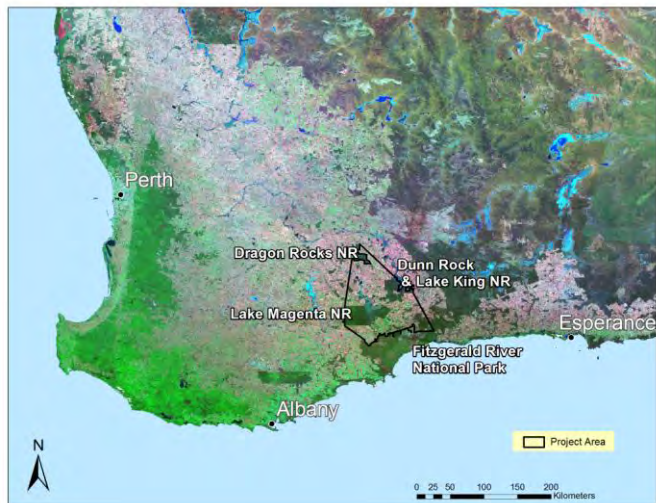 Perth
Dragon Rocks NR
Dunn Rock
& Lake King NR
Lake Magenta NR
Esperance
Fitzgerald River
National Park
Albany
N
Project Area
0 25 50 100 150 200
Kilometers